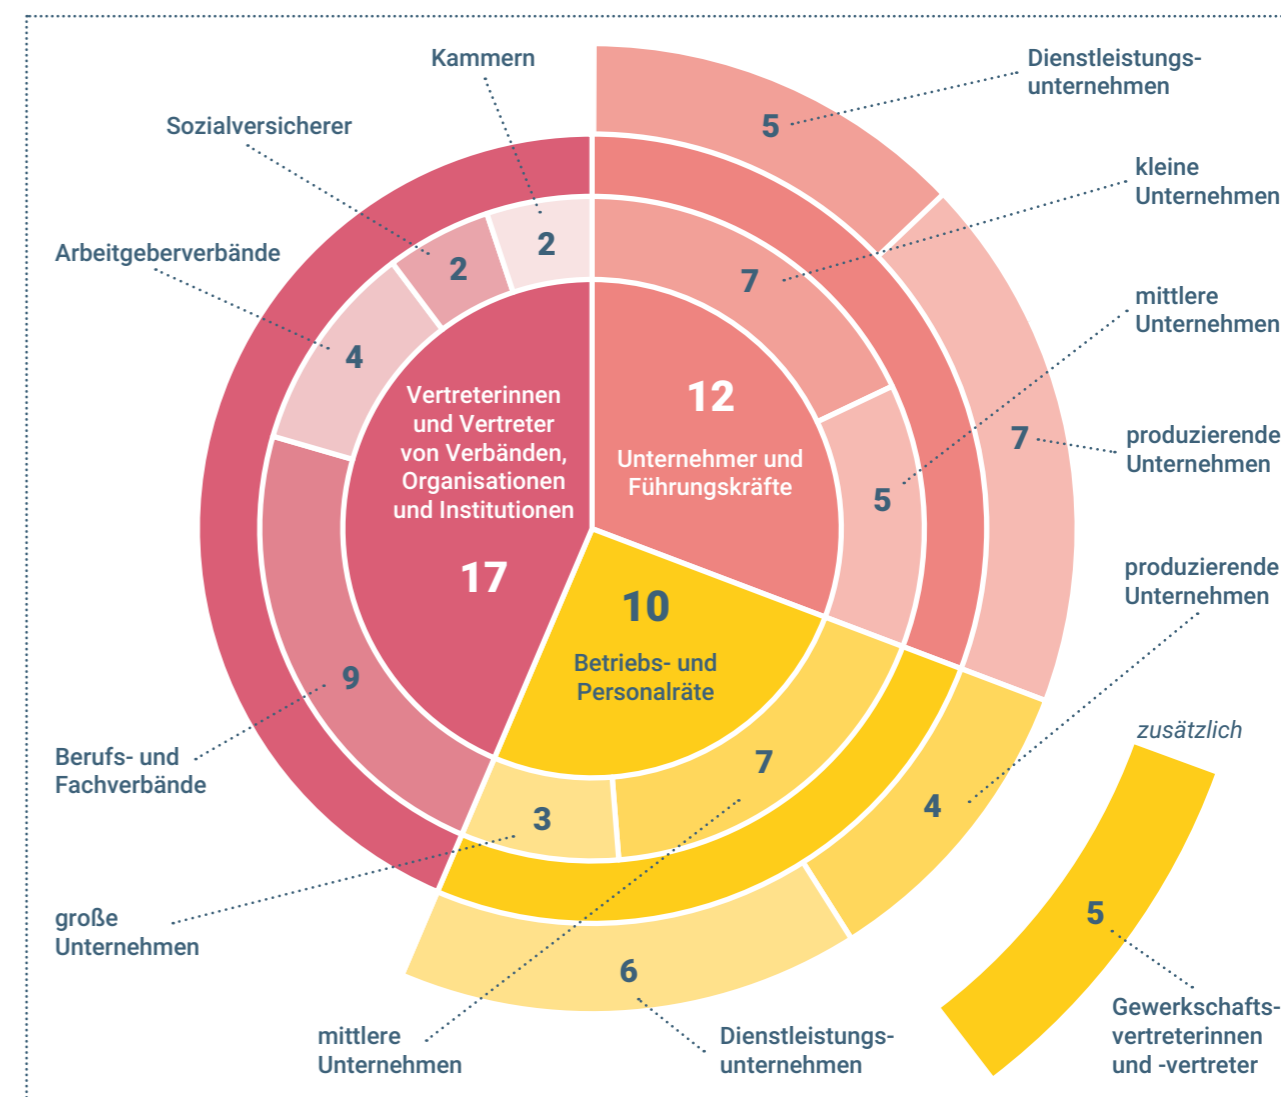 Kammern
Dienstleistungs-
unternehmen
5
Sozialversicherer
kleine
Unternehmen
Arbeitgeberverbände
2
2
7
mittlere
Unternehmen
4
Vertreterinnen
und Vertreter
von Verbänden,
Organisationen
und Institutionen
17
12
Unternehmer und
Führungskräfte
5
7
produzierende
Unternehmen
produzierende
Unternehmen
10
Betriebs- und
Personalräte
9
Berufs- und
Fachverbände
7
3
4
zusätzlich
große
Unternehmen
5
6
mittlere
Unternehmen
Dienstleistungs-
unternehmen
Gewerkschafts-
vertreterinnen
und -vertreter